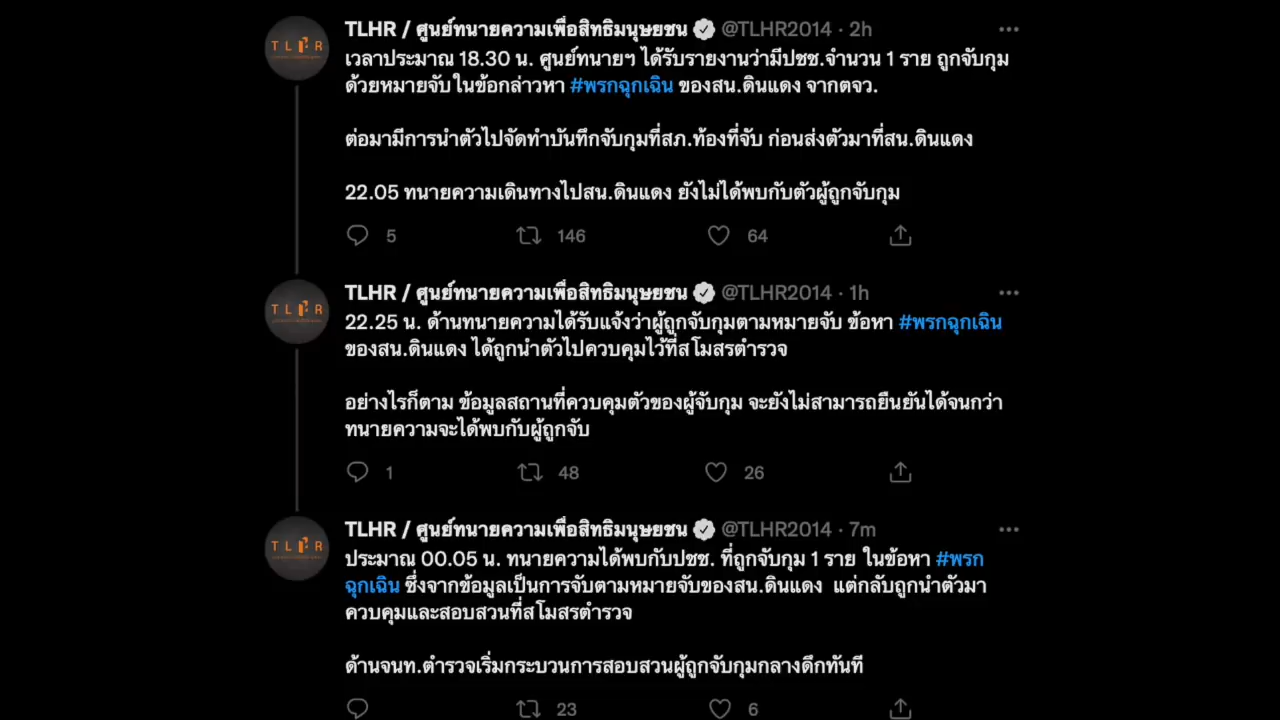 TLHR / ศูนย์ทนายความเพื่อสิทธิมนุษยชน @TLHR2014 · 2h
เวลาประมาณ 18.30 น. ศูนย์ทนายฯ ได้รับรายงานว่ามีปชช.จำนวน 1 ราย ถูกจับกุม
ด้วยหมายจับในข้อกล่าวหา #พรกฉุกเฉิน ของสน.ดินแดง จากตจว.
ต่อมามีการนำตัวไปจัดทำบันทึกจับกุมที่สภ.ท้องที่จับ ก่อนส่งตัวมาที่สน.ดินแดง
22.05 ทนายความเดินทางไปสน.ดินแดง ยังไม่ได้พบกับตัวผู้ถูกจับกุม
5 146 64
TLHR / ศูนย์ทนายความเพื่อสิทธิมนุษยชน @TLHR2014 · 1h
22.25 น. ด้านทนายความได้รับแจ้งว่าผู้ถูกจับกุมตามหมายจับ ข้อหา #พรกฉุกเฉิน
ของสน.ดินแดง ได้ถูกนำตัวไปควบคุมไว้ที่สโมสรตำรวจ
อย่างไรก็ตาม ข้อมูลสถานที่ควบคุมตัวของผู้จับกุม จะยังไม่สามารถยืนยันได้จนกว่า
ทนายความจะได้พบกับผู้ถูกจับ
1 48 26
TLHR / ศูนย์ทนายความเพื่อสิทธิมนุษยชน @TLHR2014 · 7m
ประมาณ 00.05 น. ทนายความได้พบกับปชช. ที่ถูกจับกุม 1 ราย ในข้อหา #พรก
ฉุกเฉิน ซึ่งจากข้อมูลเป็นการจับตามหมายจับของสน.ดินแดง แต่กลับถูกนำตัวมา
ควบคุมและสอบสวนที่สโมสรตำรวจ
ด้านจนท.ตำรวจเริ่มกระบวนการสอบสวนผู้ถูกจับกุมกลางดึกทันที
23 6
TLHR
TLHR
TLHR